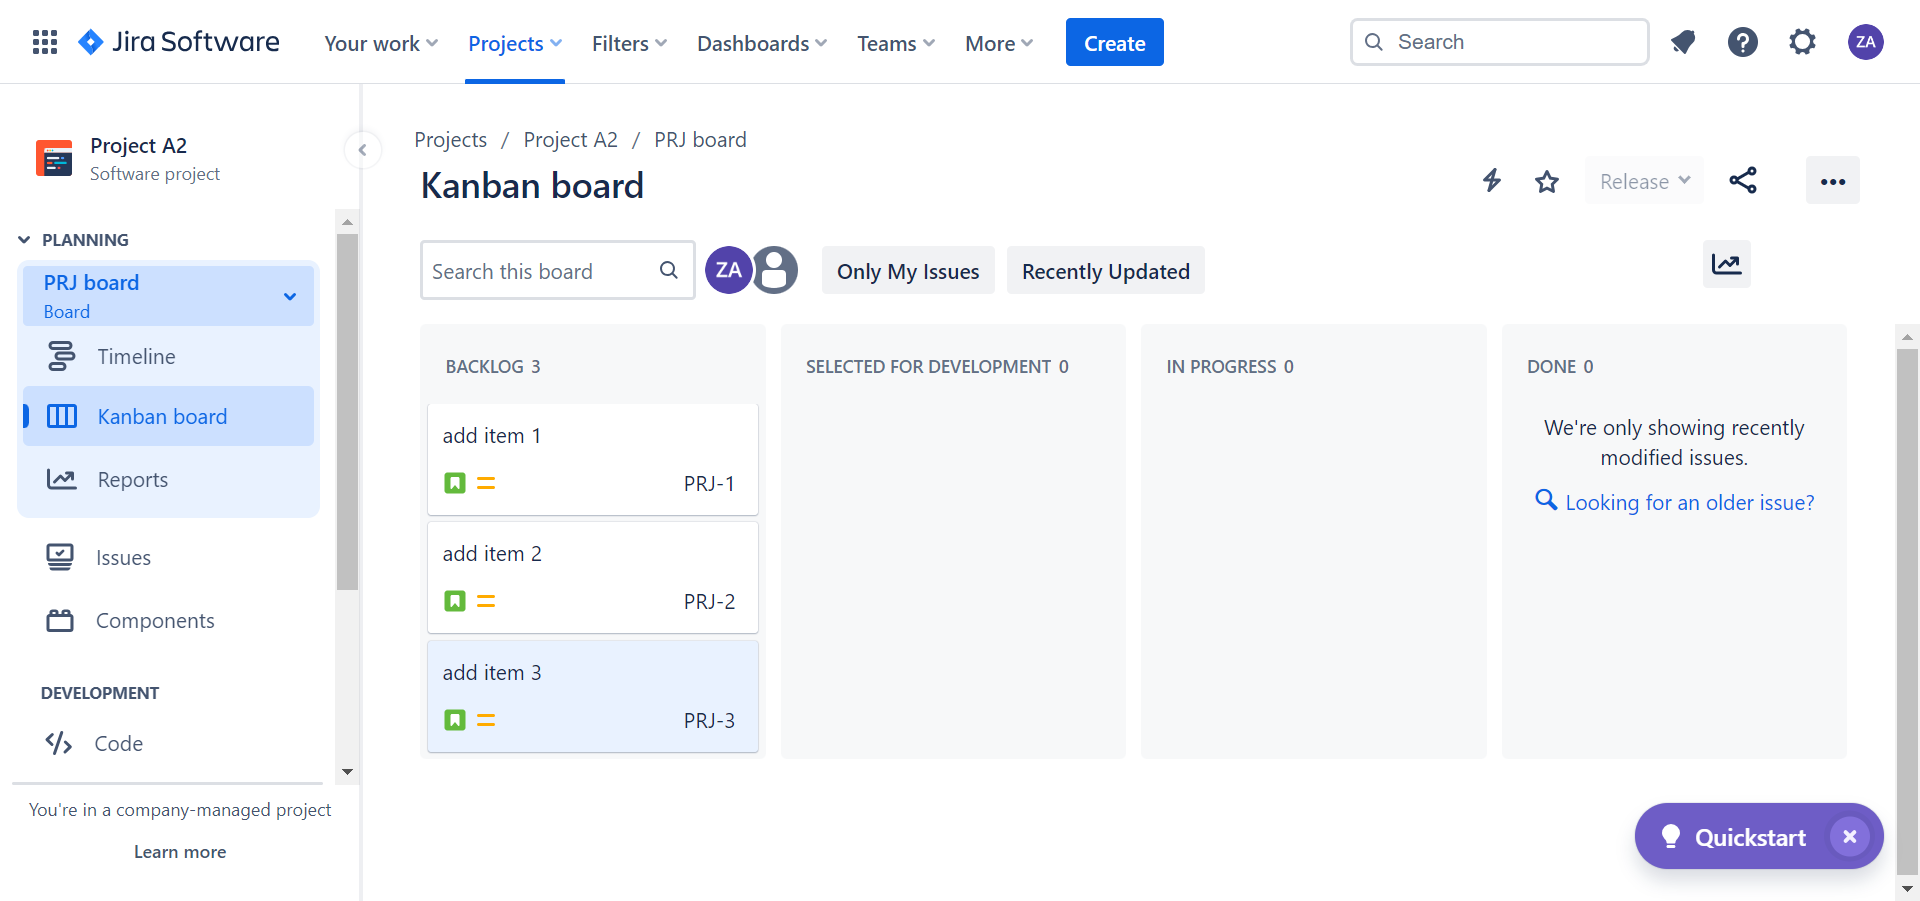 Jira Software
Your work
Projects
Filters
Dashboards
Teams
More
Create
Search
ZA
Project A2
Software project
PLANNING
PRJ board
Board
Timeline
Kanban board
Reports
Issues
Components
DEVELOPMENT
Code
You're in a company-managed project
Learn more
Projects / Project A2 / PRJ board
Kanban board
Release
Search this board
ZA
Only My Issues
Recently Updated
BACKLOG 3
add item 1
PRJ-1
add item 2
PRJ-2
add item 3
PRJ-3
SELECTED FOR DEVELOPMENT 0
IN PROGRESS 0
DONE 0
We're only showing recently
modified issues.
Looking for an older issue?
Quickstart